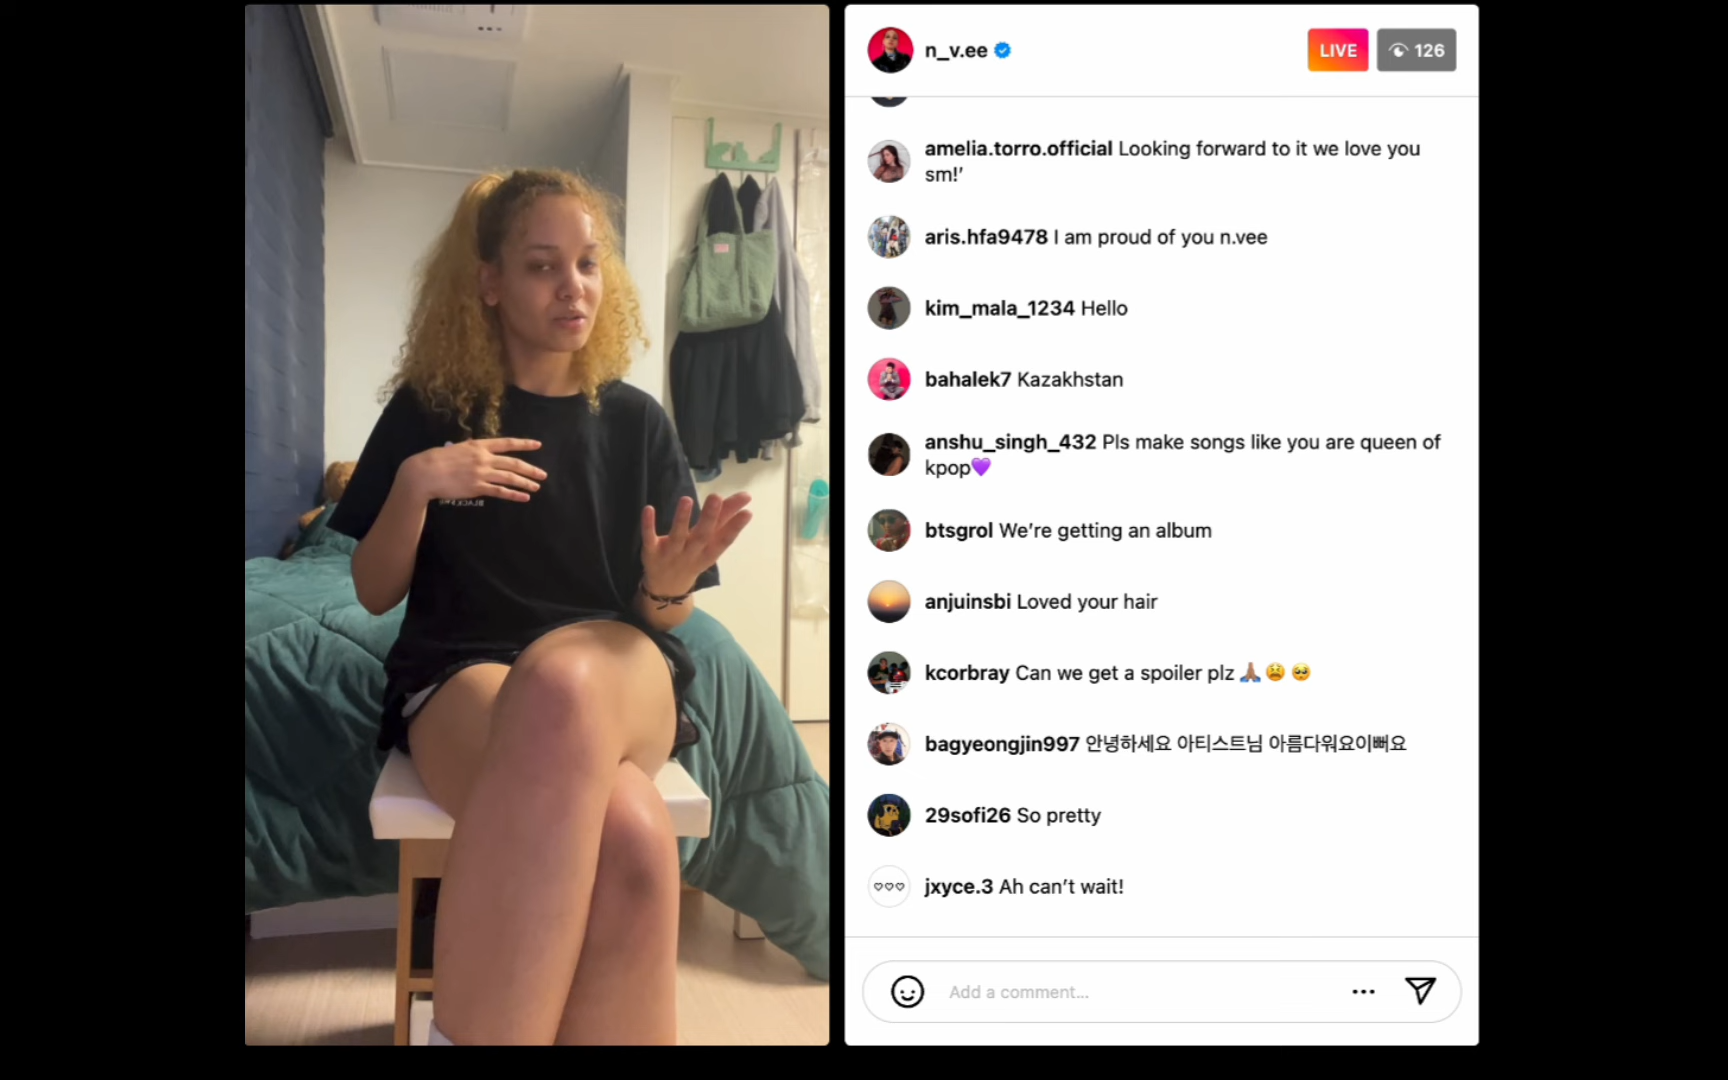 n_v.ee
LIVE
126
amelia.torro.official Looking forward to it we love you
sm!’
aris.hfa9478 I am proud of you n.vee
kim_mala_1234 Hello
bahalek7 Kazakhstan
anshu_singh_432 Pls make songs like you are queen of
kpop💜
btsgrol We’re getting an album
anjuinsbi Loved your hair
kcorbray Can we get a spoiler plz 🙏🏽😫🥺
bagyeongjin997 안녕하세요 아티스트님 아름다워요이뻐요
29sofi26 So pretty
jxyce.3 Ah can’t wait!
Add a comment...